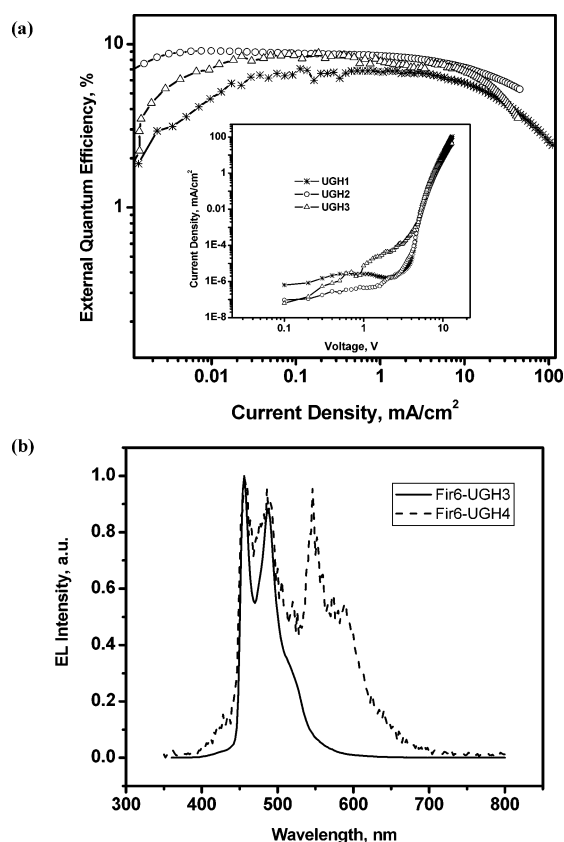 (a)
External Quantum Efficiency, %
10
1
0.01 0.1 1 10 100
Current Density, mA/cm²
Current Density, mA/cm²
100
1
0.01
1E-4
1E-6
1E-8
0.1 1 10
Voltage, V
UGH1
UGH2
UGH3
(b)
EL Intensity, a.u.
1.0
0.8
0.6
0.4
0.2
0.0
300 400 500 600 700 800
Wavelength, nm
Fir6-UGH3
Fir6-UGH4